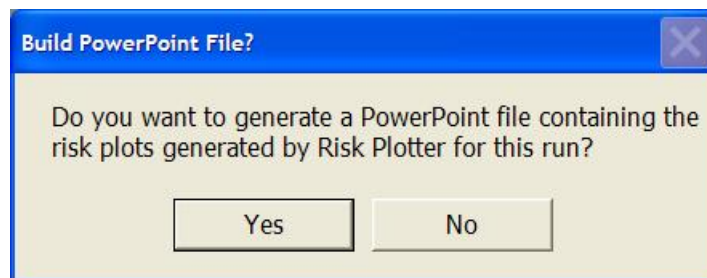 Build PowerPoint File?
Do you want to generate a PowerPoint file containing the
risk plots generated by Risk Plotter for this run?
Yes
No